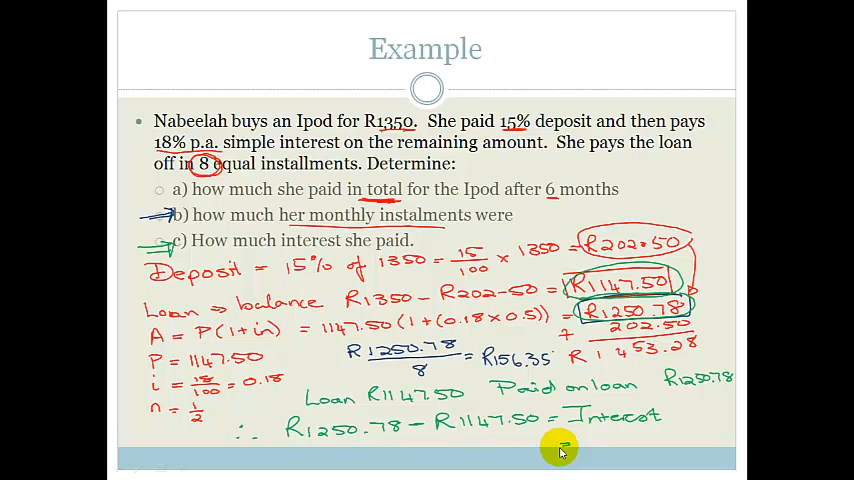 Example
Nabeelah buys an Ipod for R1350. She paid 15% deposit and then pays
18% p.a. simple interest on the remaining amount. She pays the loan
off in 8 equal installments. Determine:
a) how much she paid in total for the Ipod after 6 months
b) how much her monthly instalments were
c) How much interest she paid.
Deposit = 15% of 1350 = 15/100 × 1350 = R202.50
Loan ⇒ balance R1350 - R202-50 = R1147.50
A = P(1+in) = 1147.50 (1+(0.18 × 0.5)) = R1250.78
+ 202.50
R1453.28
P = 1147.50
R1250.78/8 = R156.35
i = 18/100 = 0.18
n = 1/2
Loan R1147.50 Paid on loan R1250.78
∴ R1250.78 - R1147.50 = Interest
=